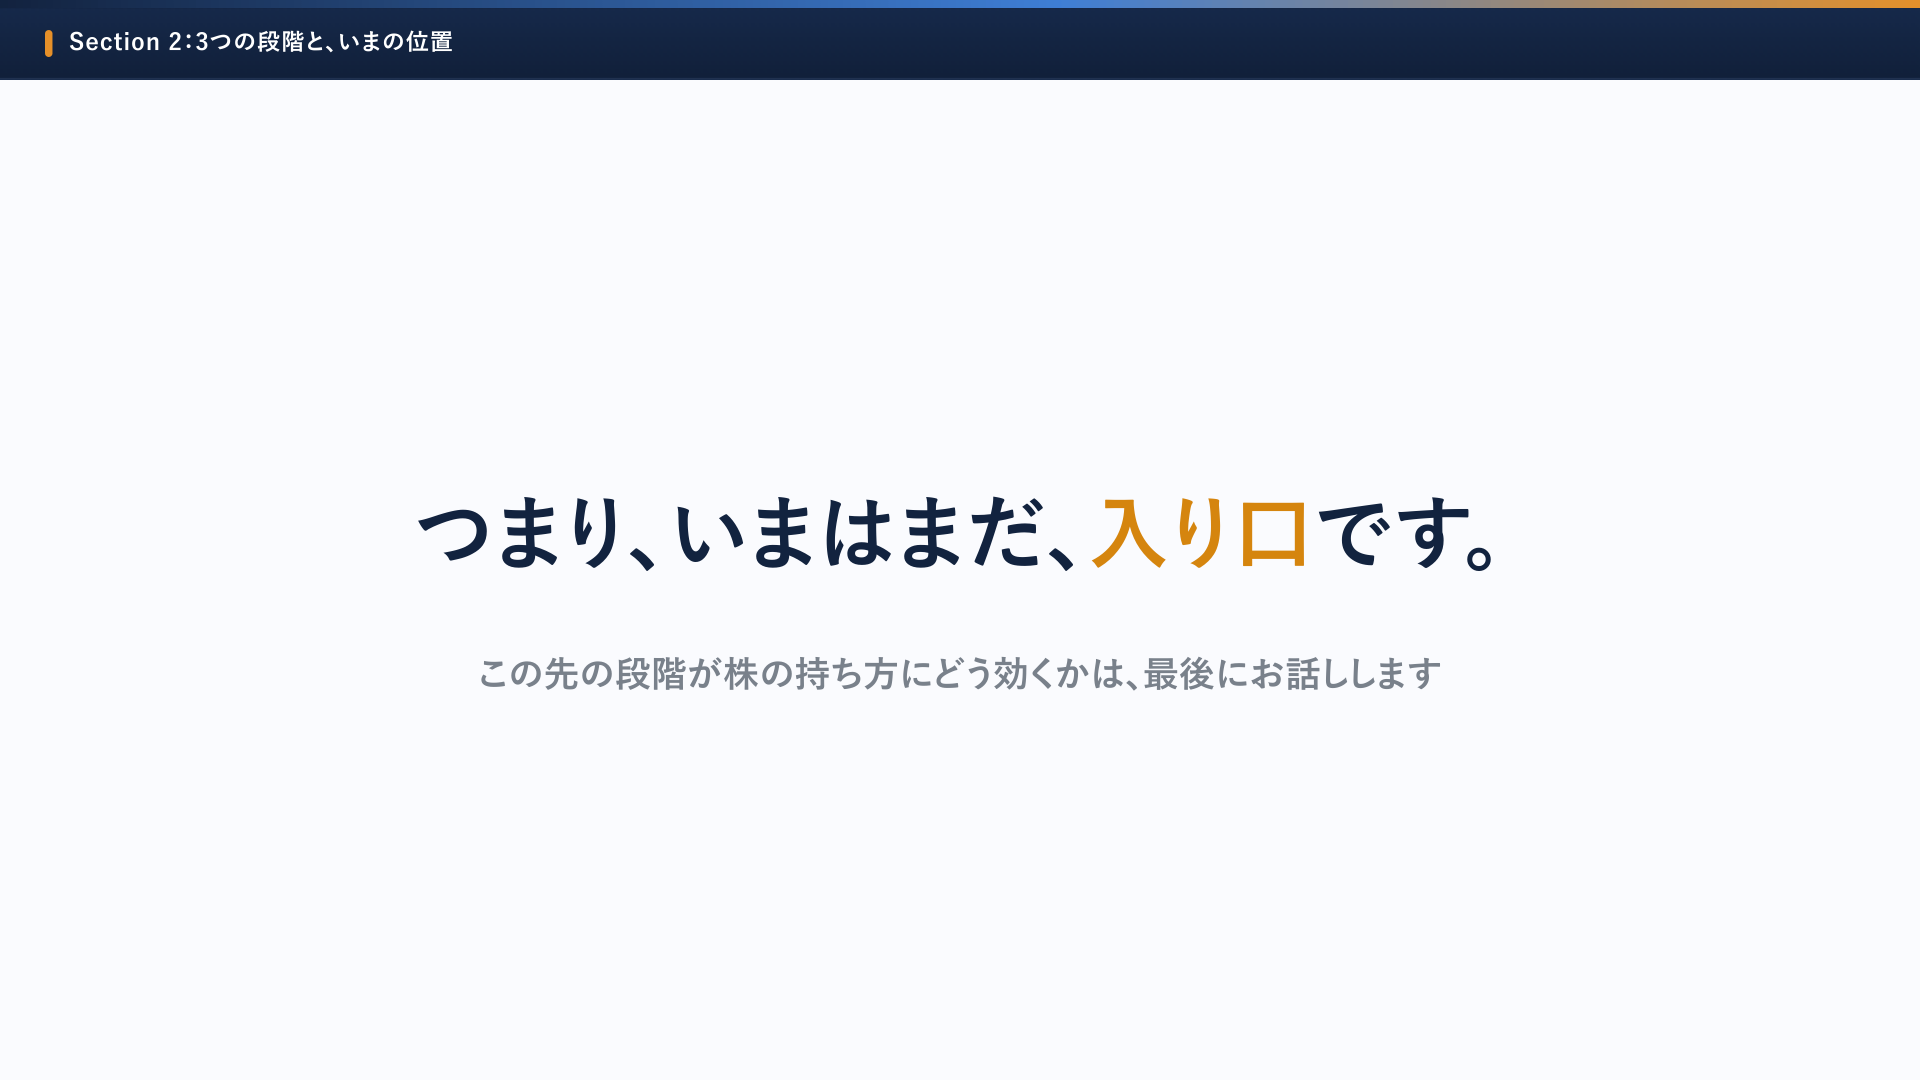 Section 2：3つの段階と、いまの位置
つまり、いまはまだ、入り口です。
この先の段階が株の持ち方にどう効くかは、最後にお話しします